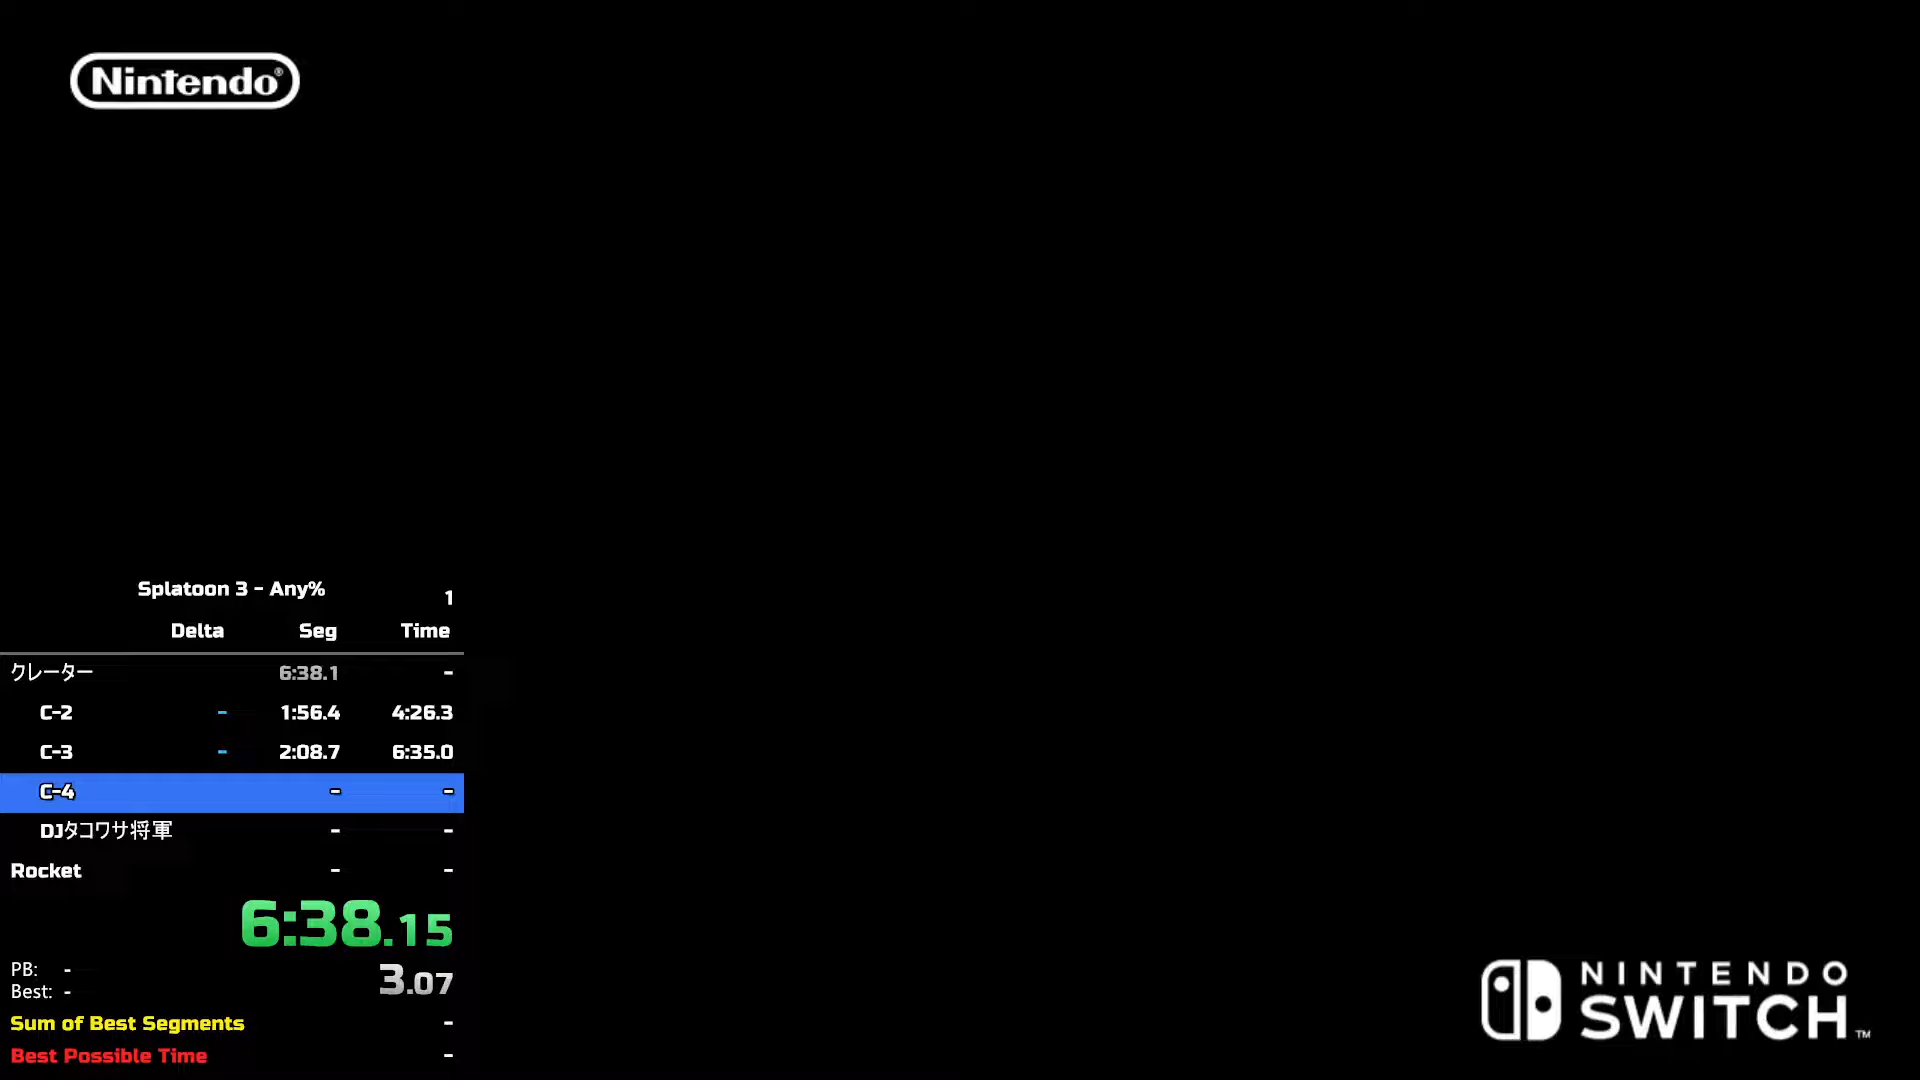 Nintendo®
Splatoon 3 - Any%
1
Delta Seg Time
クレーター 6:38.1 -
C-2 - 1:56.4 4:26.3
C-3 - 2:08.7 6:35.0
C-4 - -
DJタコワサ将軍 - -
Rocket - -
6:38.15
PB: -
3.07
Best: -
Sum of Best Segments -
Best Possible Time -
NINTENDO
SWITCH™